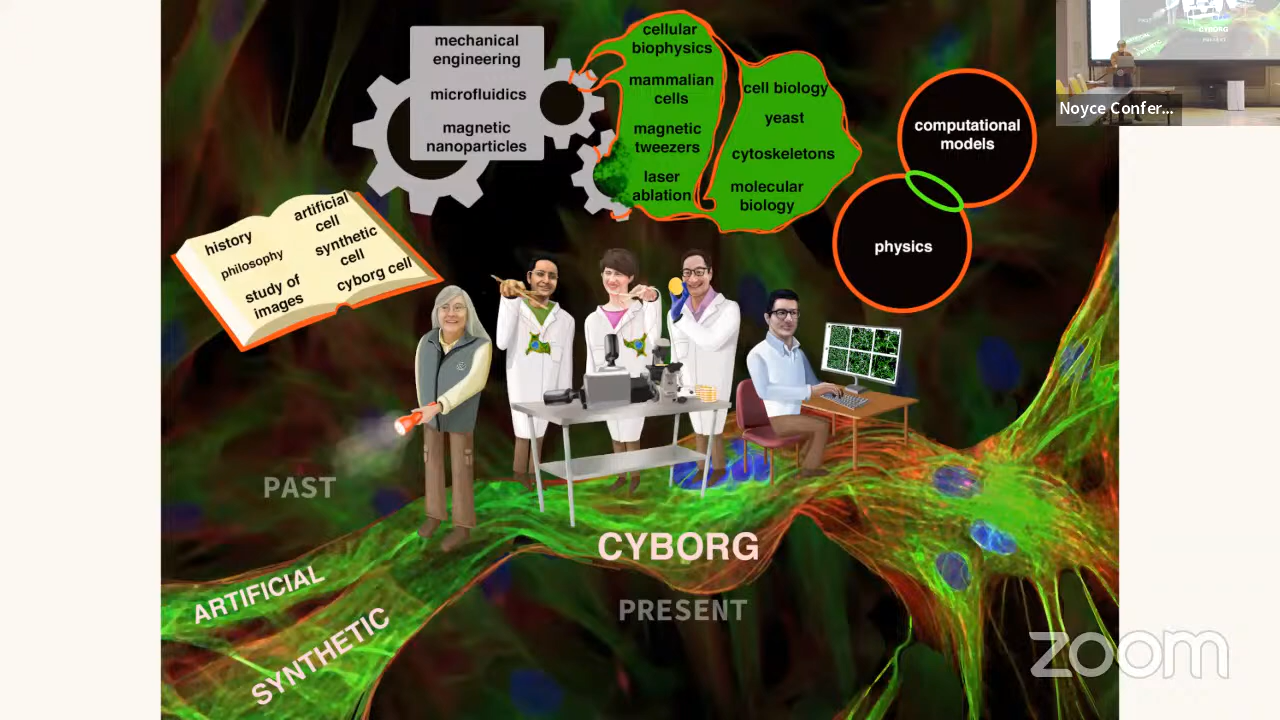 mechanical
engineering
microfluidics
magnetic
nanoparticles
cellular
biophysics
mammalian
cells
magnetic
tweezers
laser
ablation
cell biology
yeast
cytoskeletons
molecular
biology
computational
models
physics
Noyce Confer...
history
philosophy
study of
images
artificial
cell
synthetic
cell
cyborg cell
PAST
CYBORG
PRESENT
ARTIFICIAL
SYNTHETIC
zoom